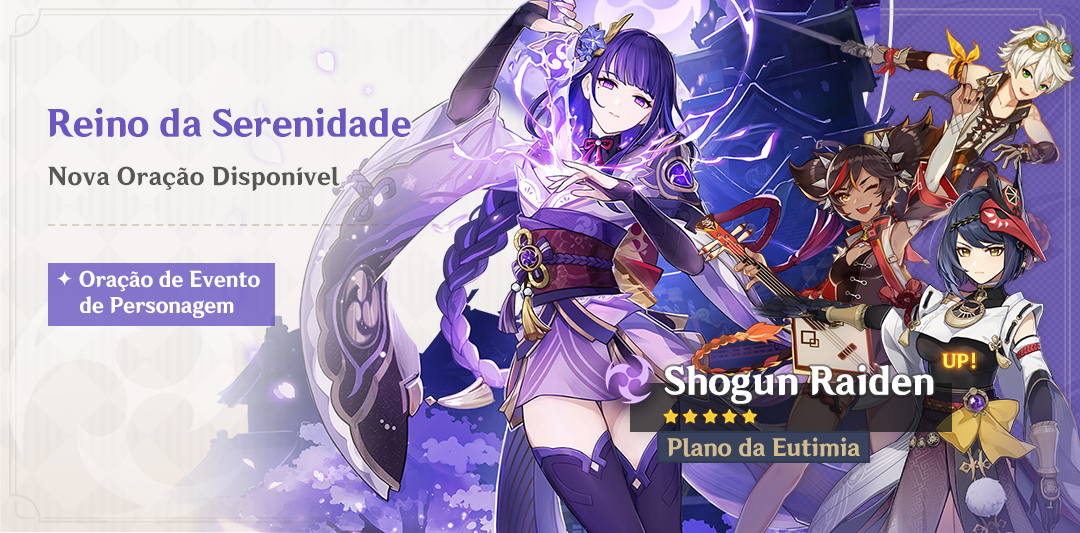 Reino da Serenidade
Nova Oração Disponível
✦ Oração de Evento
de Personagem
UP!
Shogun Raiden
Plano da Eutimia